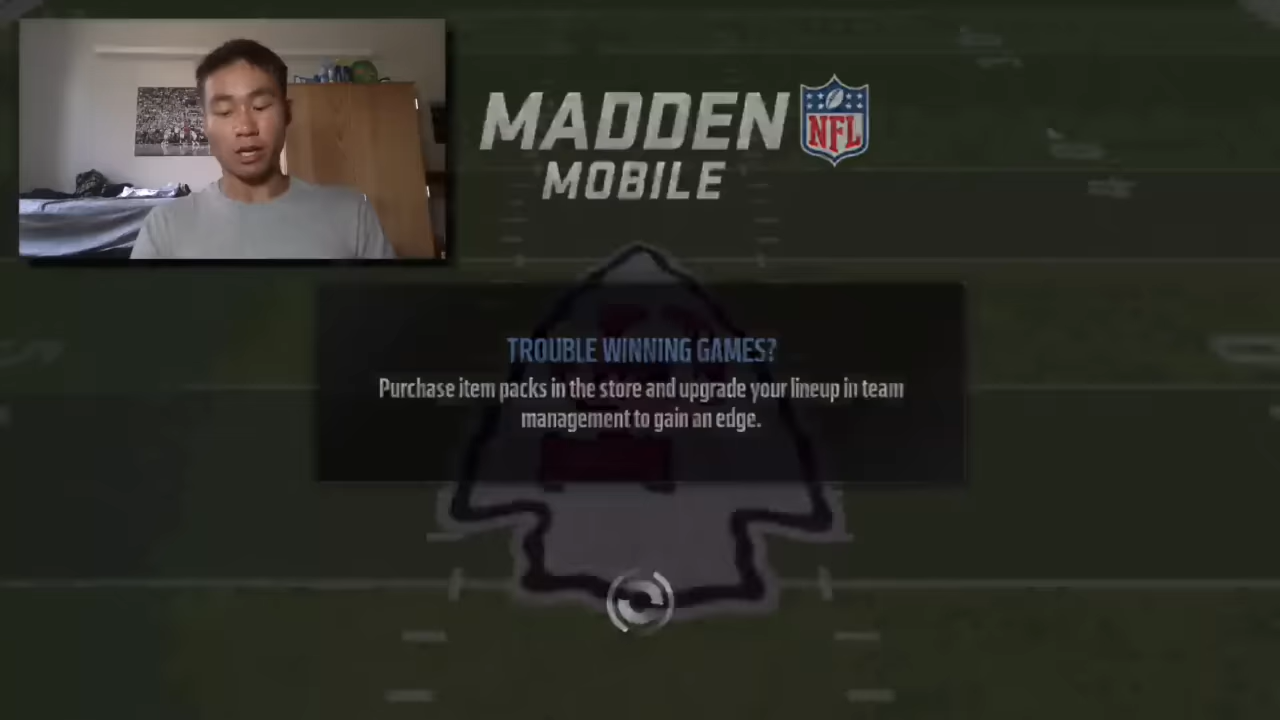 MADDEN
NFL
MOBILE
TROUBLE WINNING GAMES?
Purchase item packs in the store and upgrade your lineup in team
management to gain an edge.